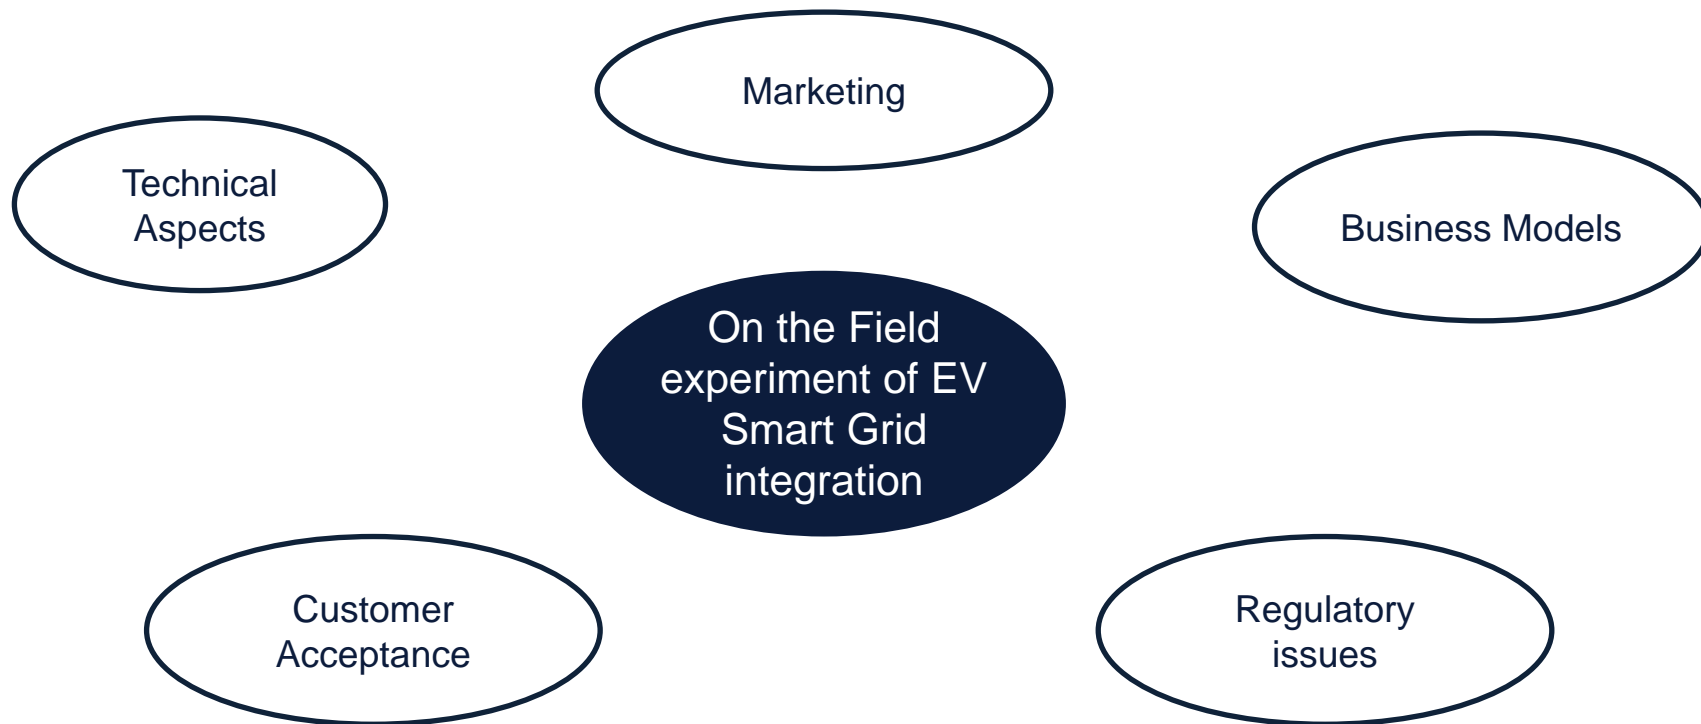 Marketing
Technical
Aspects
Business Models
On the Field
experiment of EV
Smart Grid
integration
Customer
Acceptance
Regulatory
issues